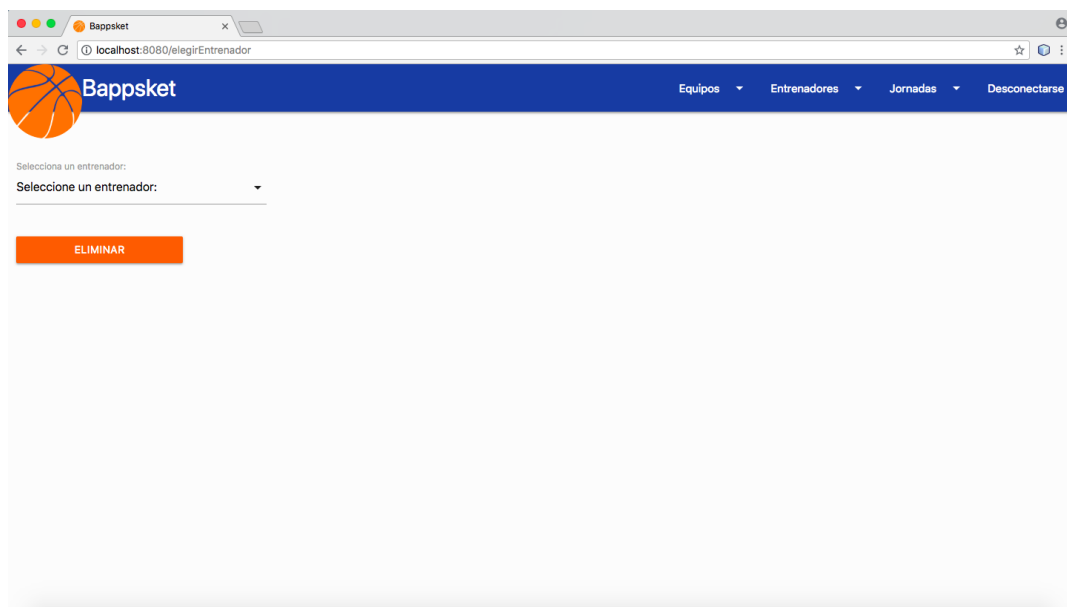 Bappsket
localhost:8080/elegirEntrenador
Bappsket
Equipos
Entrenadores
Jornadas
Desconectarse
Selecciona un entrenador:
Seleccione un entrenador:
ELIMINAR